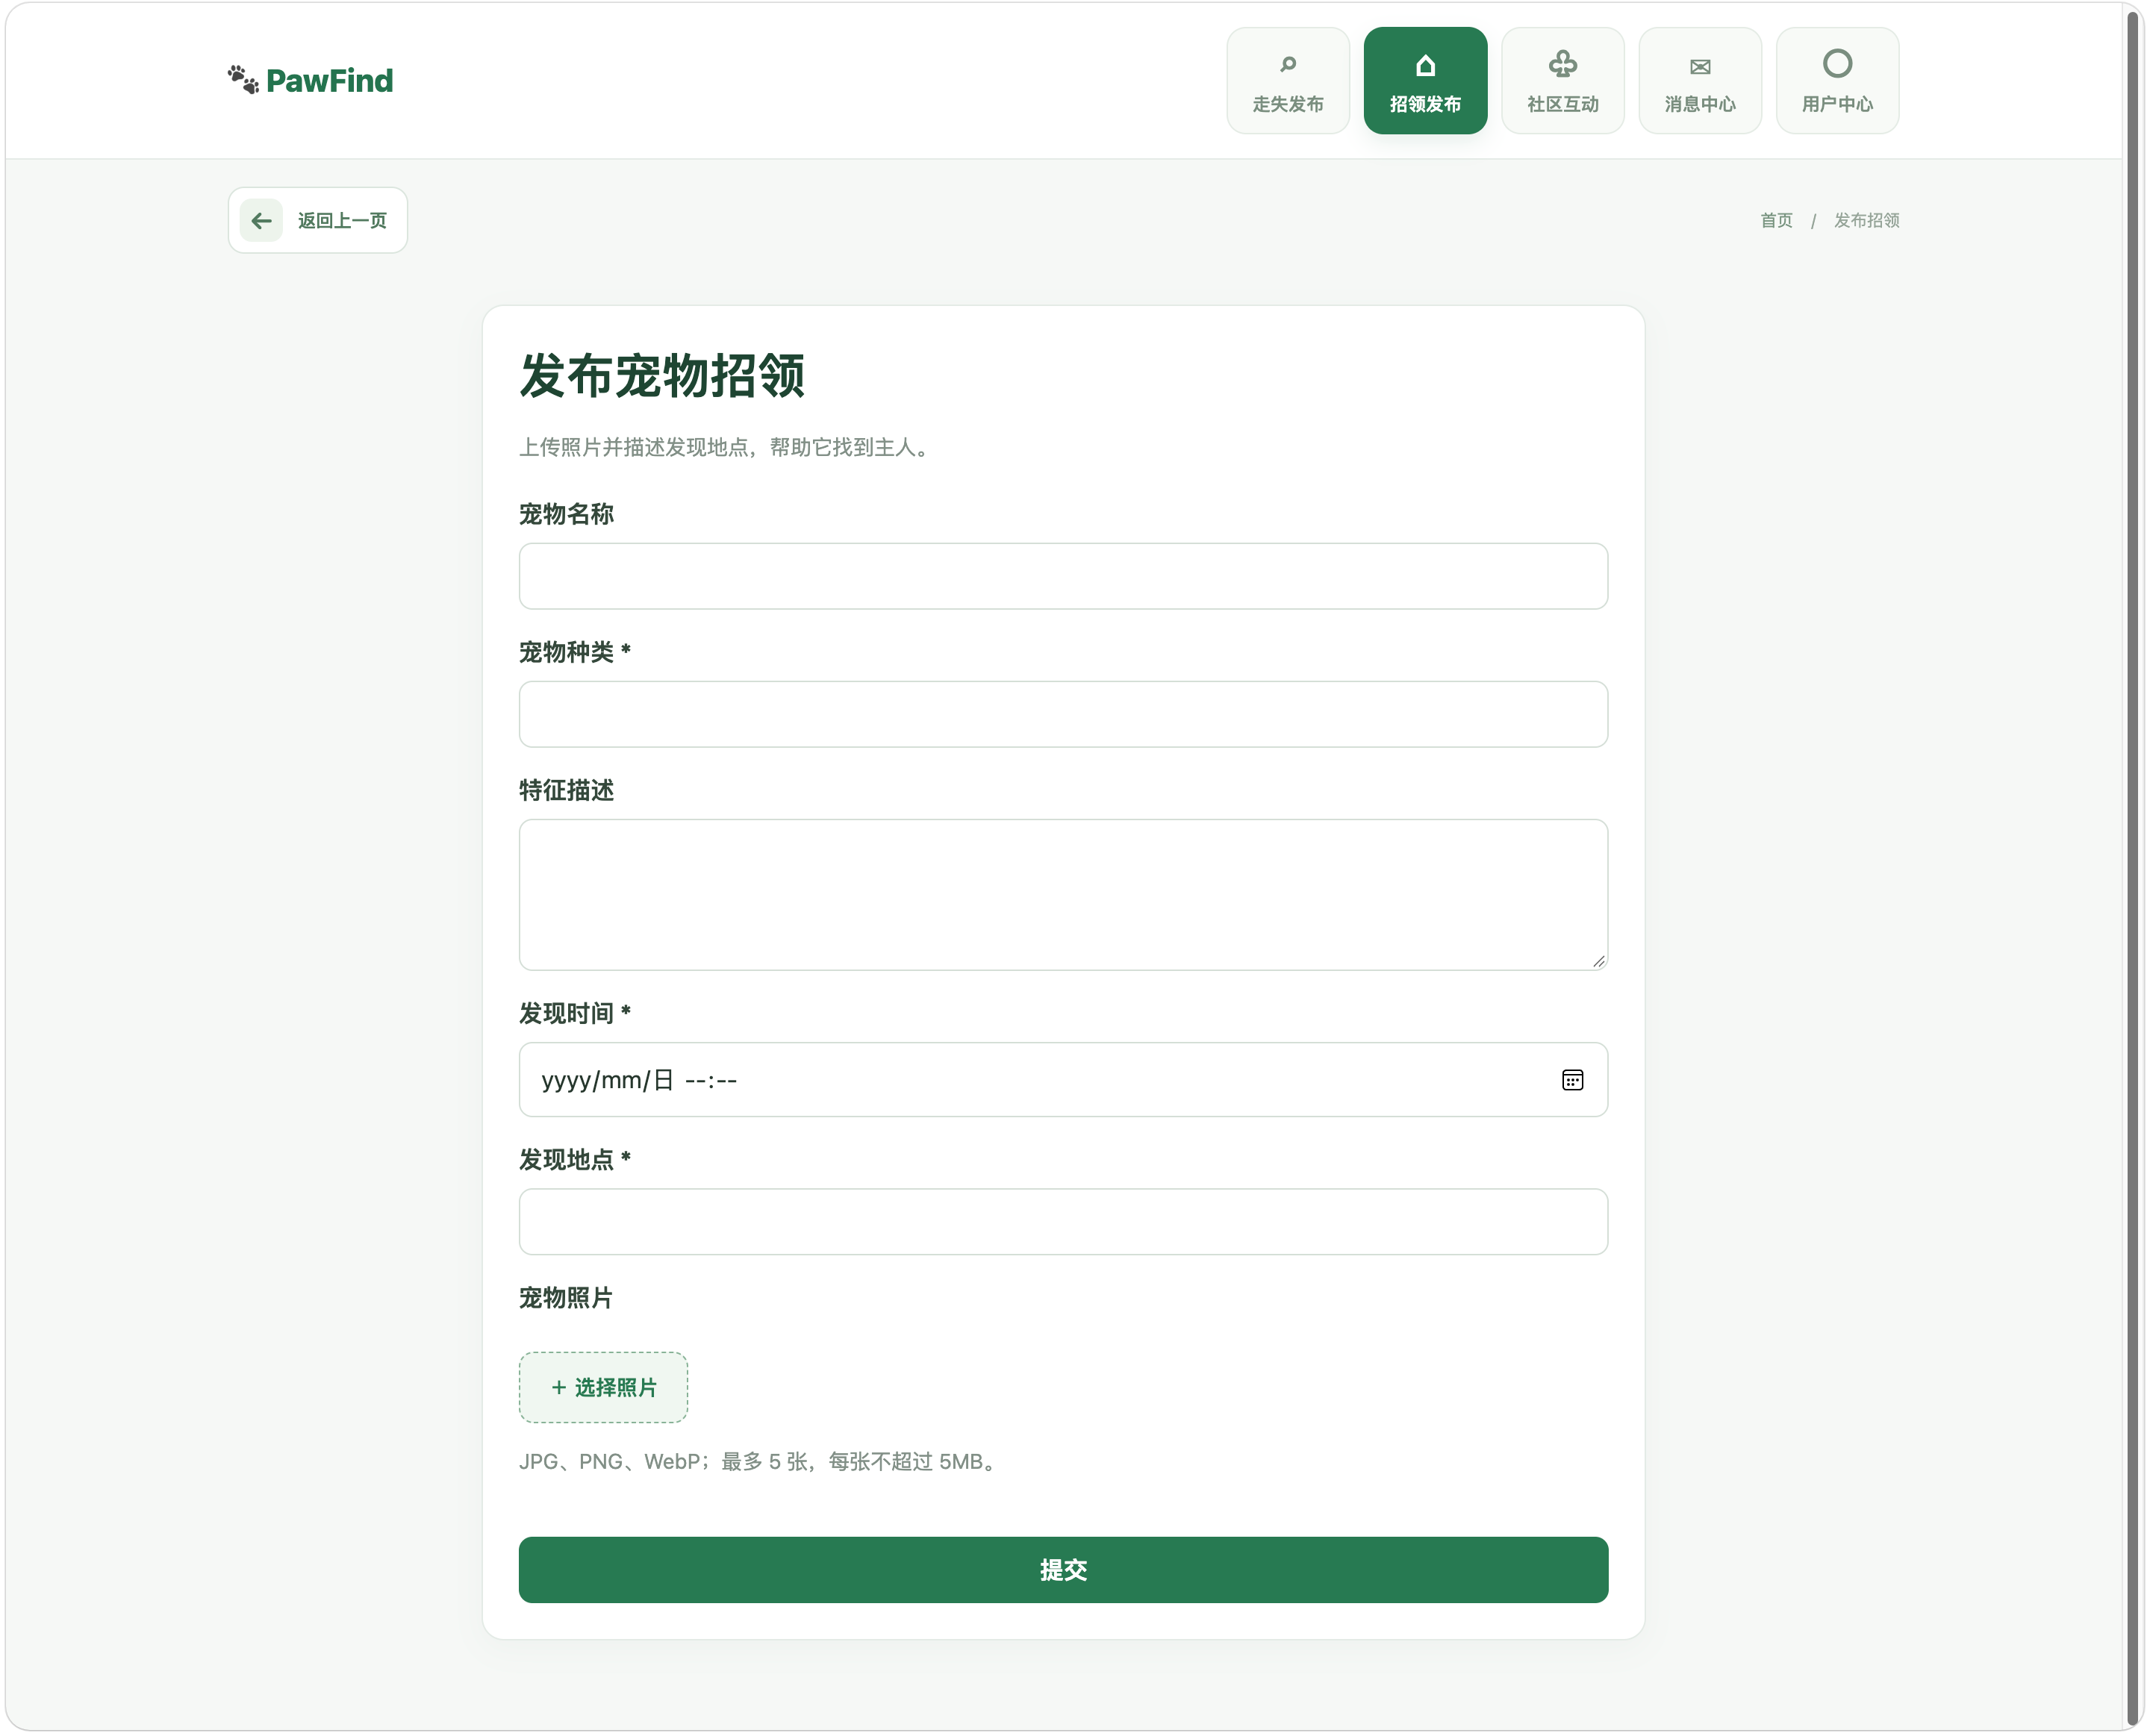 PawFind
走失发布
招领发布
社区互动
消息中心
用户中心
返回上一页
首页 / 发布招领
发布宠物招领
上传照片并描述发现地点，帮助它找到主人。
宠物名称
宠物种类 *
特征描述
发现时间 *
yyyy/mm/日 --:--
发现地点 *
宠物照片
+ 选择照片
JPG、PNG、WebP；最多 5 张，每张不超过 5MB。
提交